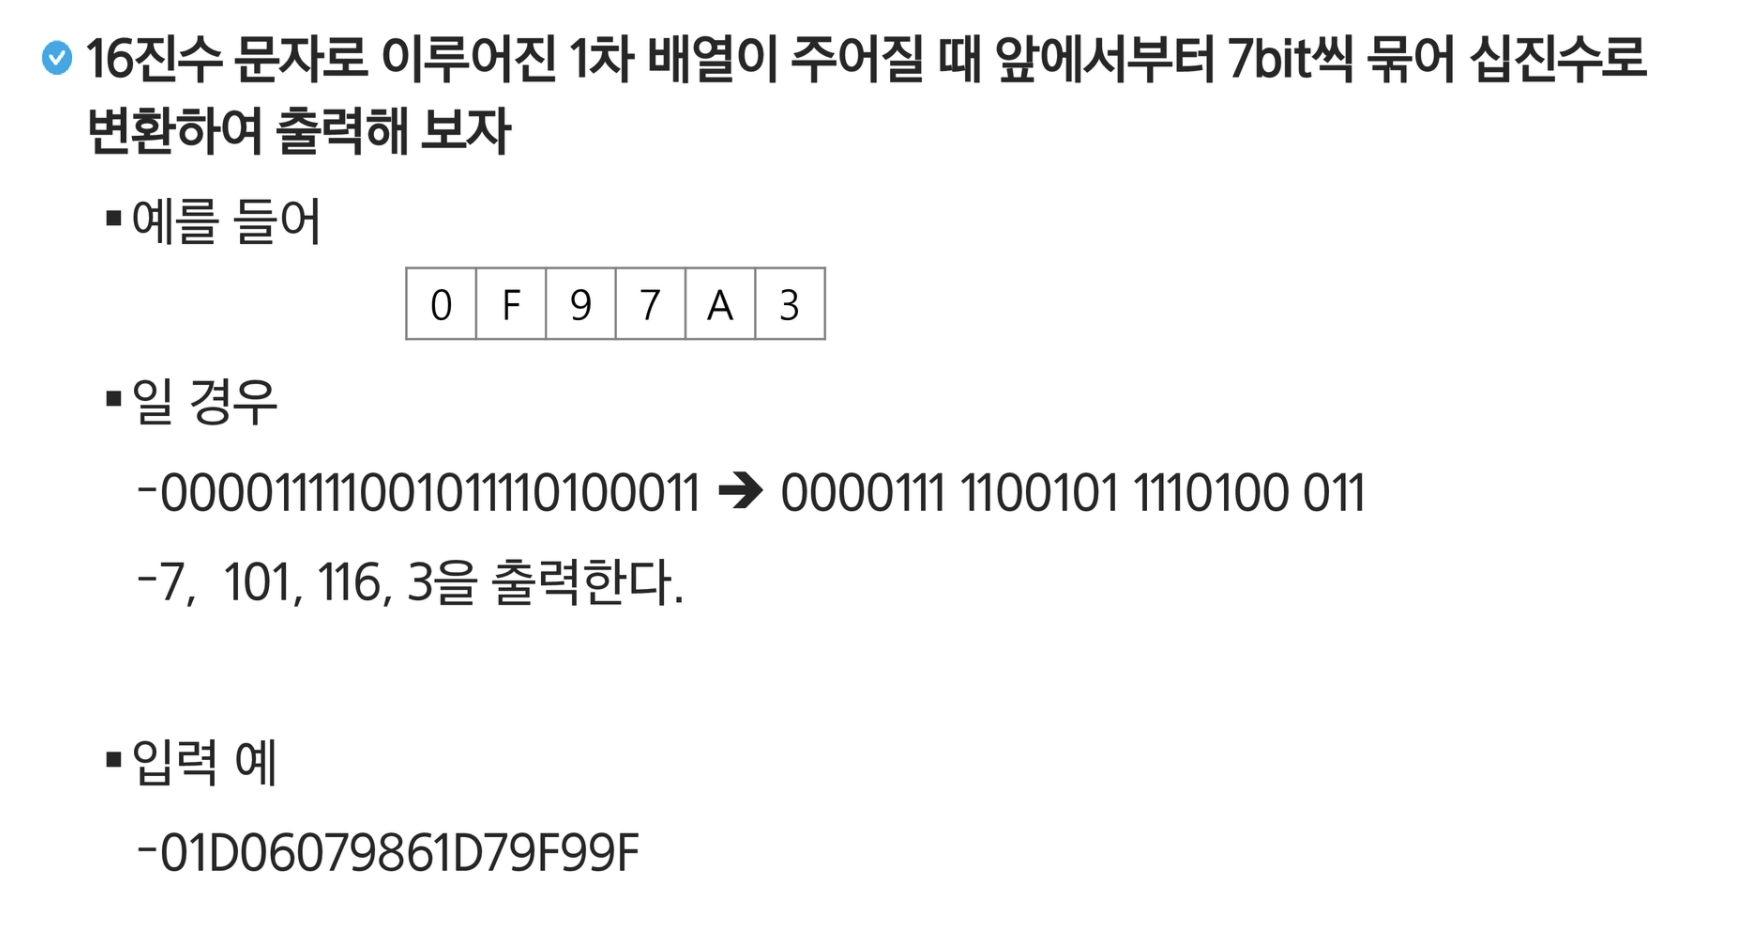 16진수 문자로 이루어진 1차 배열이 주어질 때 앞에서부터 7bit씩 묶어 십진수로
변환하여 출력해 보자
▪예를 들어
0 F 9 7 A 3
▪일 경우
-000011111001011110100011 ➔ 0000111 1100101 1110100 011
-7, 101, 116, 3을 출력한다.
▪입력 예
-01D06079861D79F99F